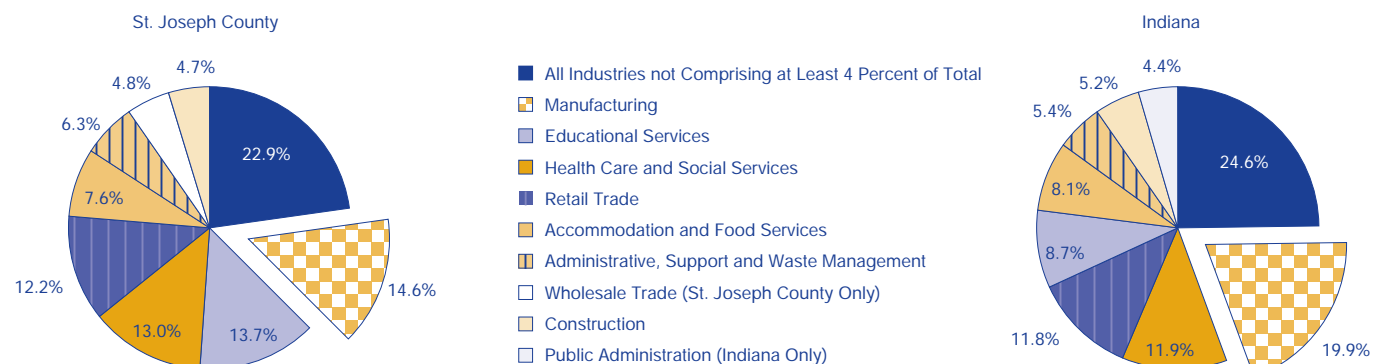 St. Joseph County
Indiana
4.7%
4.8%
6.3%
22.9%
7.6%
12.2%
13.0%
13.7%
14.6%
All Industries not Comprising at Least 4 Percent of Total
Manufacturing
Educational Services
Health Care and Social Services
Retail Trade
Accommodation and Food Services
Administrative, Support and Waste Management
Wholesale Trade (St. Joseph County Only)
Construction
Public Administration (Indiana Only)
4.4%
5.2%
5.4%
24.6%
8.1%
8.7%
11.8%
11.9%
19.9%